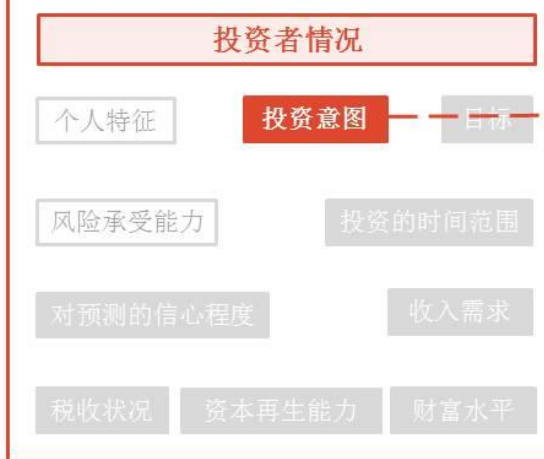 投资者情况
个人特征 投资意图 目标
风险承受能力 投资的时间范围
对预测的信心程度 收入需求
税收状况 资本再生能力 财富水平